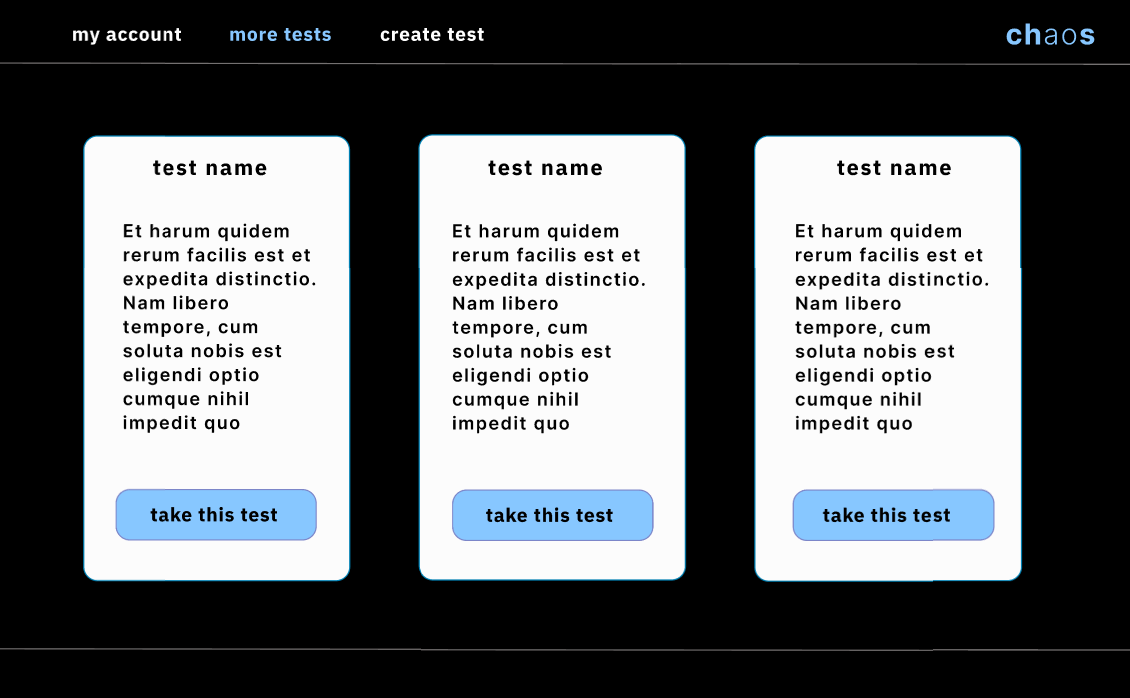 my account more tests create test chaos
test name
Et harum quidem
rerum facilis est et
expedita distinctio.
Nam libero
tempore, cum
soluta nobis est
eligendi optio
cumque nihil
impedit quo
take this test
test name
Et harum quidem
rerum facilis est et
expedita distinctio.
Nam libero
tempore, cum
soluta nobis est
eligendi optio
cumque nihil
impedit quo
take this test
test name
Et harum quidem
rerum facilis est et
expedita distinctio.
Nam libero
tempore, cum
soluta nobis est
eligendi optio
cumque nihil
impedit quo
take this test